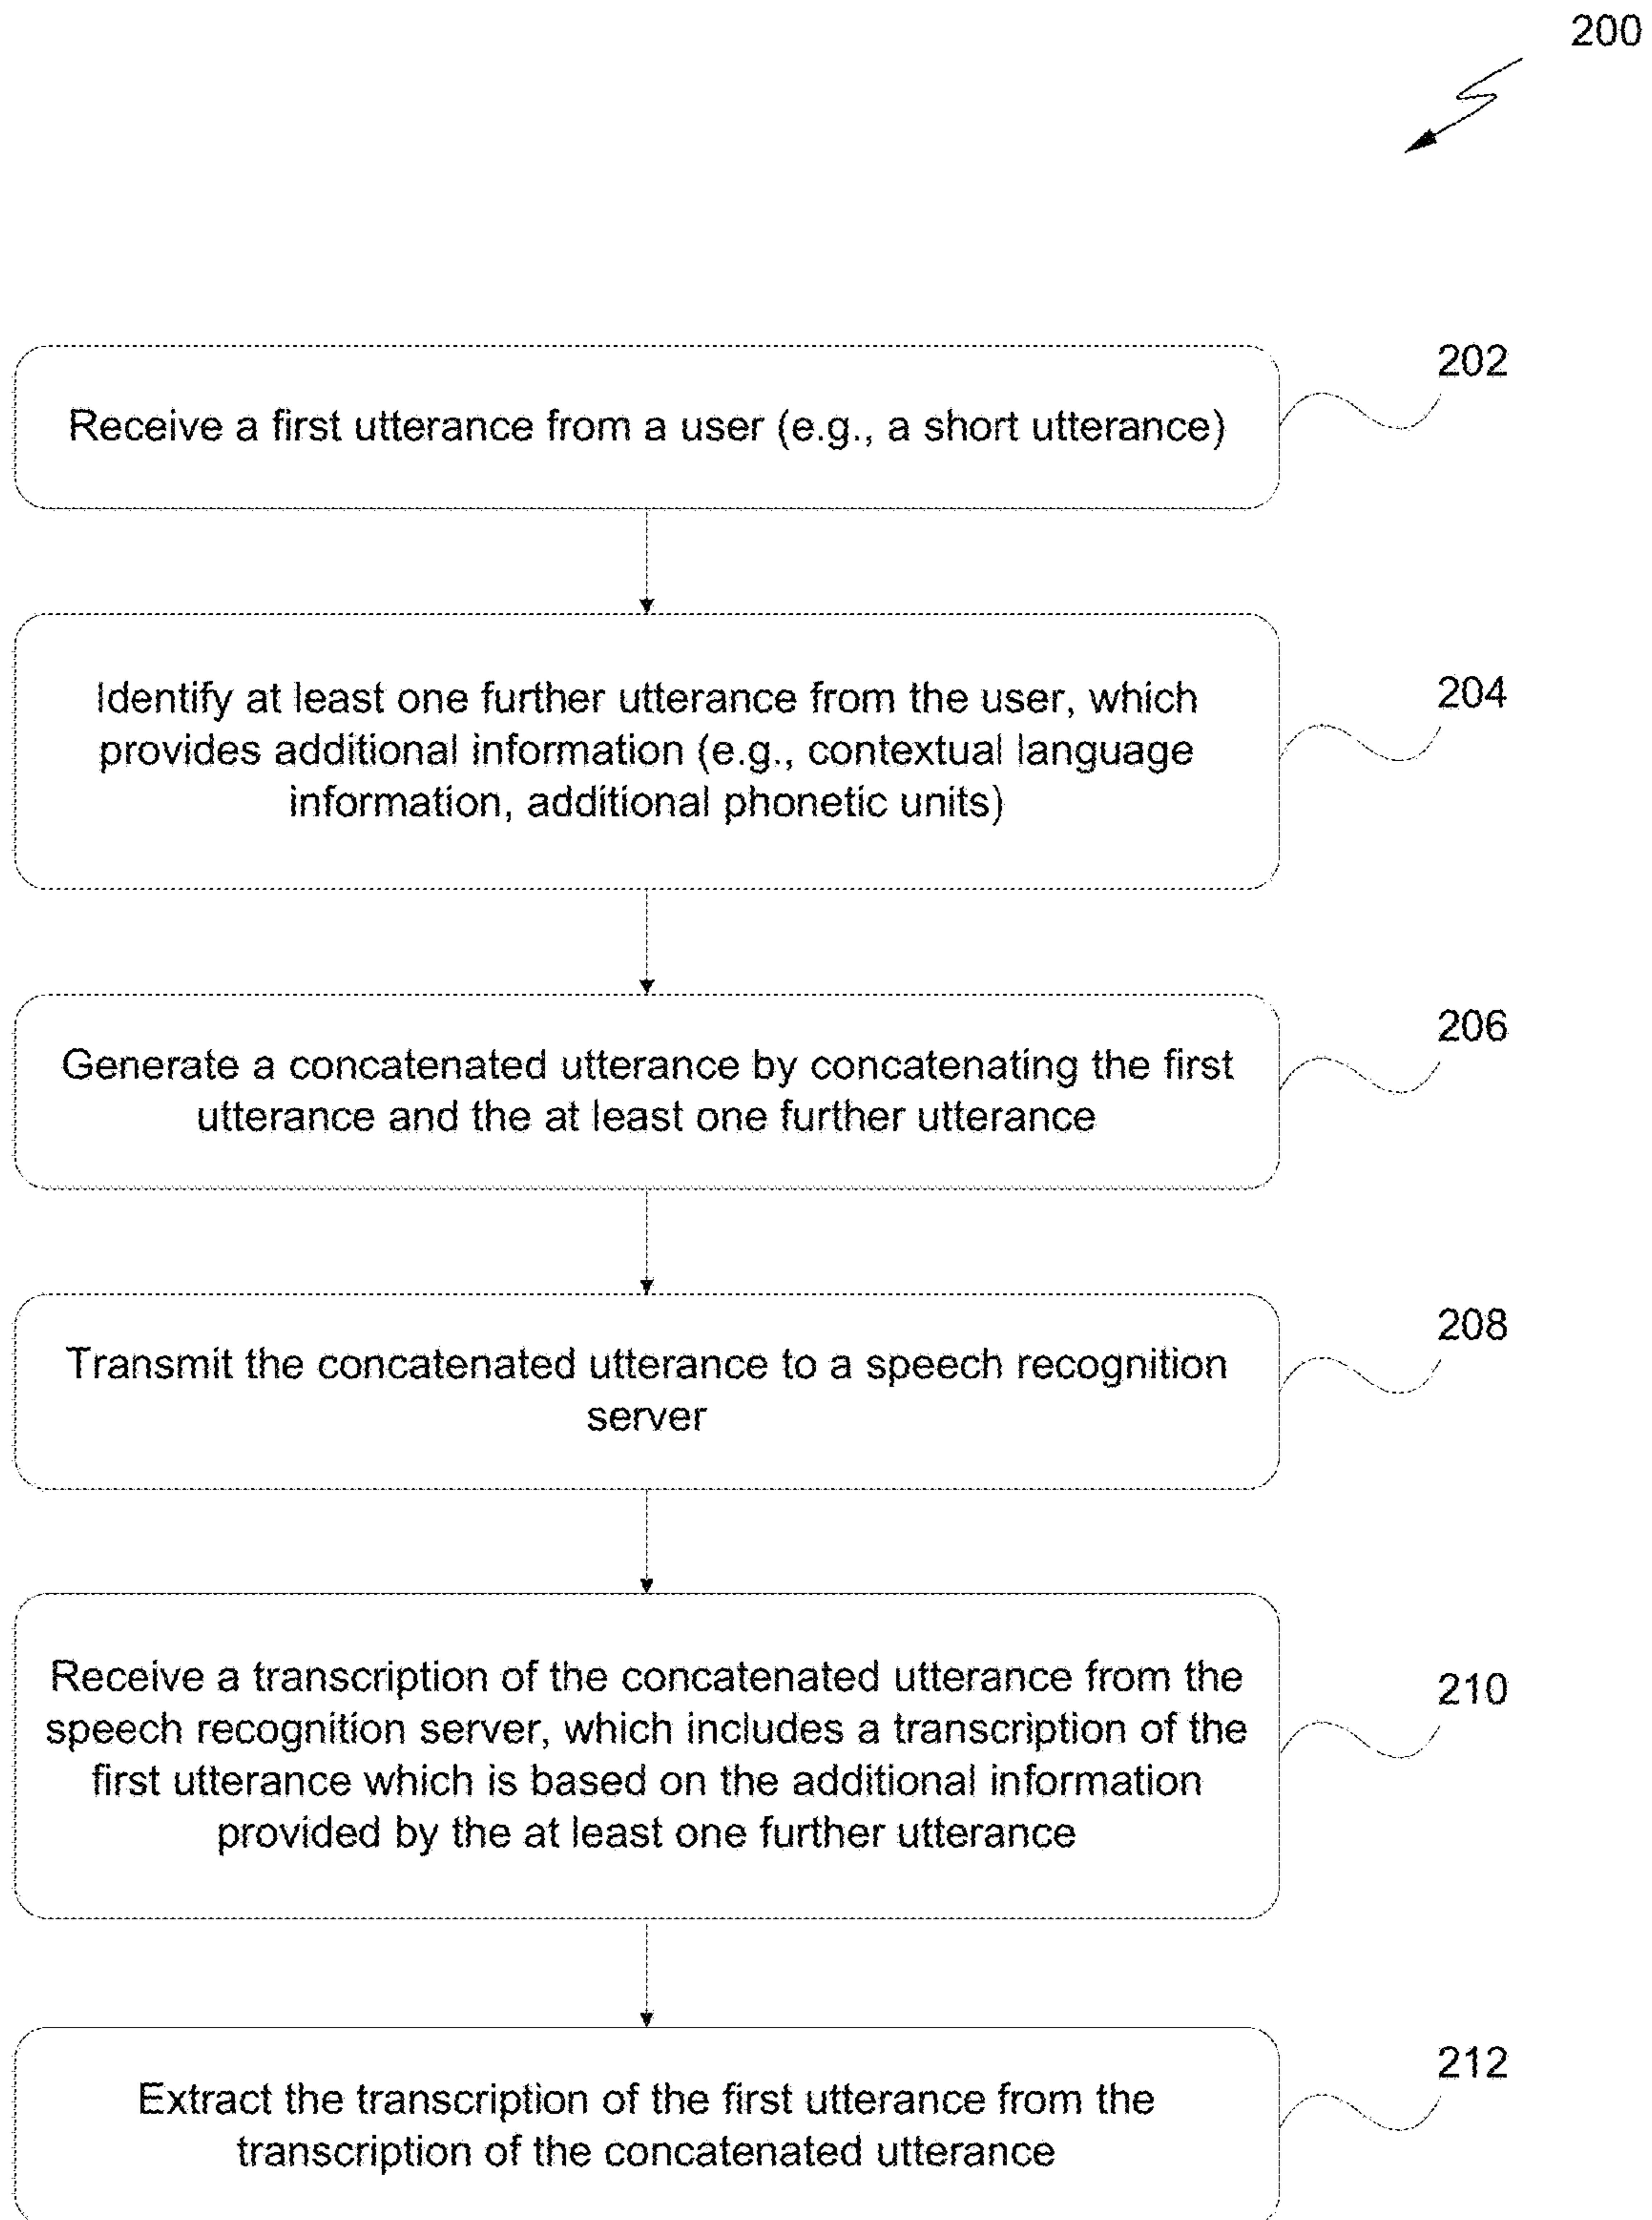 200
202
Receive a first utterance from a user (e.g., a short utterance)
204
Identify at least one further utterance from the user, which
provides additional information (e.g., contextual language
information, additional phonetic units)
206
Generate a concatenated utterance by concatenating the first
utterance and the at least one further utterance
208
Transmit the concatenated utterance to a speech recognition
server
210
Receive a transcription of the concatenated utterance from the
speech recognition server, which includes a transcription of the
first utterance which is based on the additional information
provided by the at least one further utterance
212
Extract the transcription of the first utterance from the
transcription of the concatenated utterance